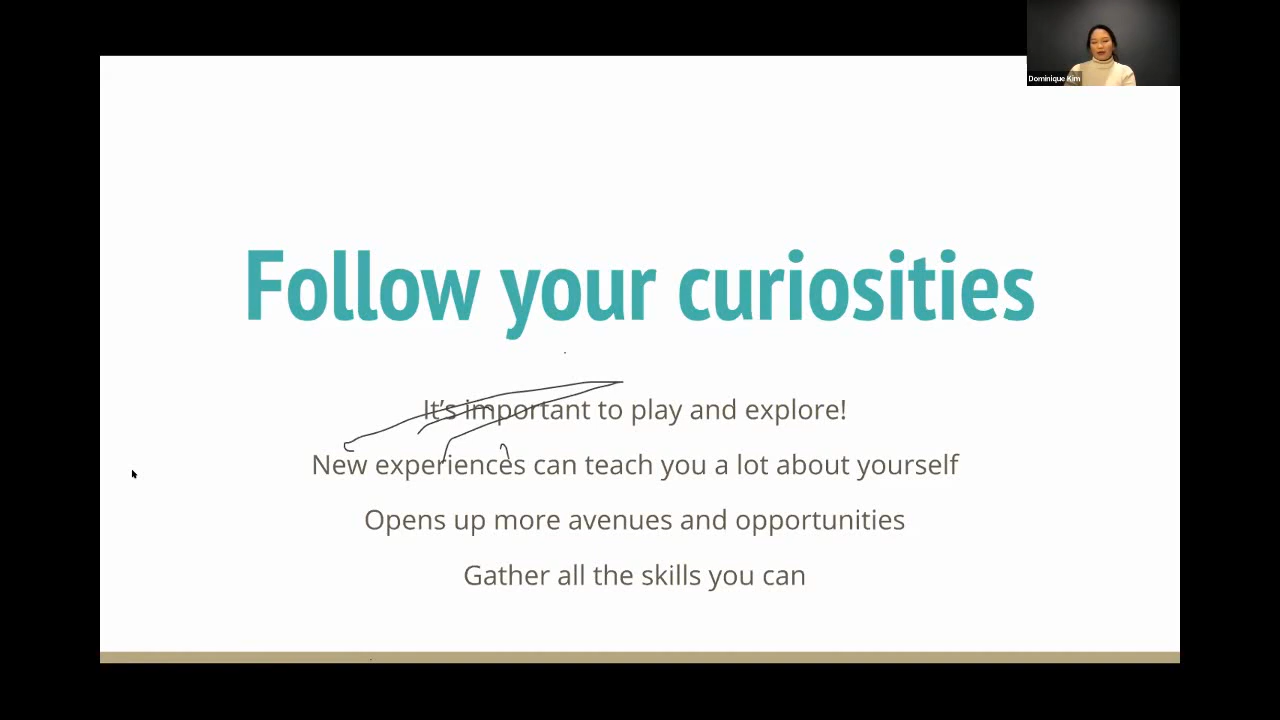 Dominique Kim
Follow your curiosities
It's important to play and explore!
New experiences can teach you a lot about yourself
Opens up more avenues and opportunities
Gather all the skills you can